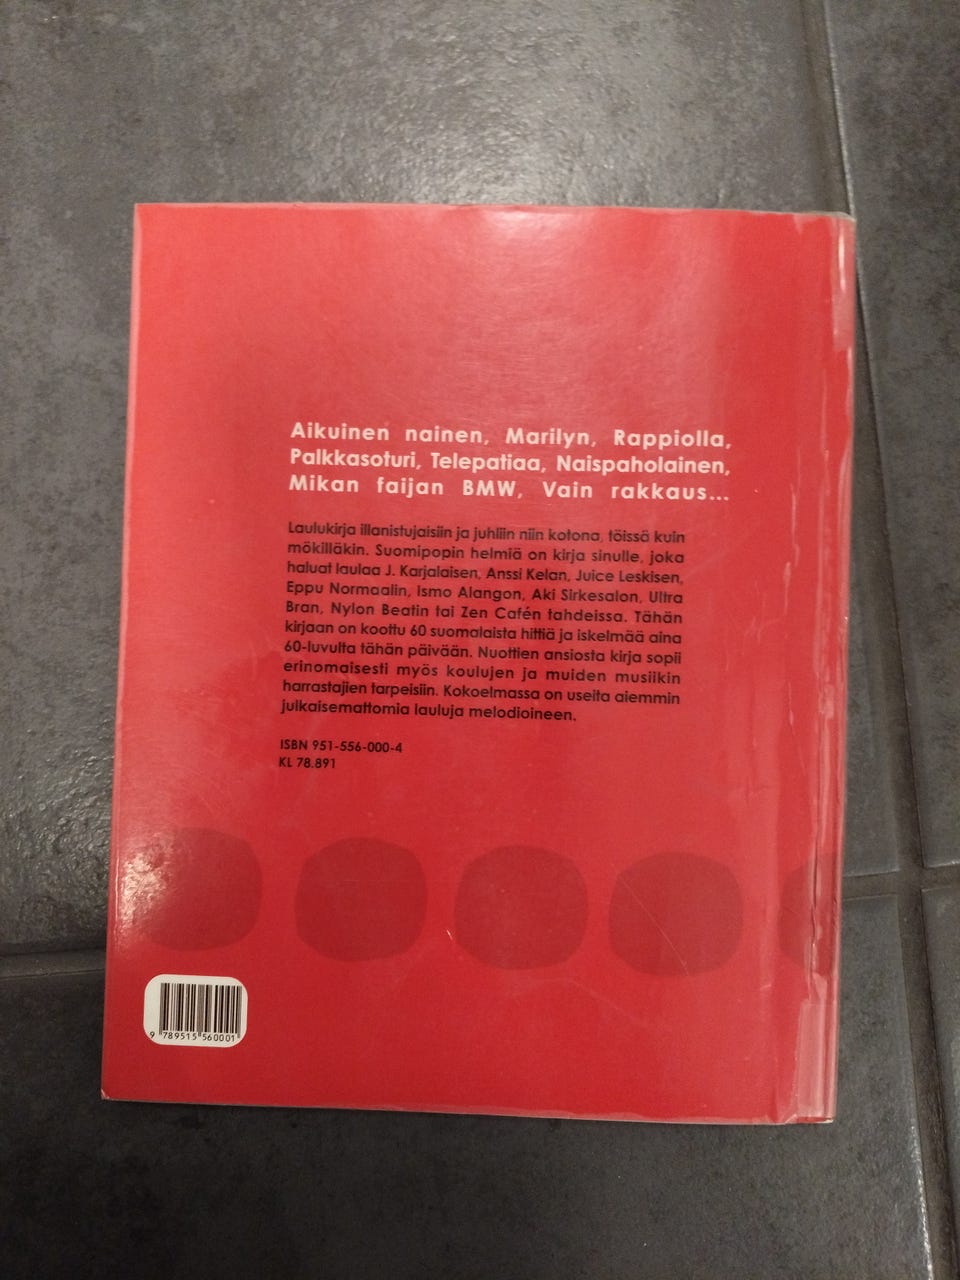 Aikuinen nainen, Marilyn, Rappiolla,
Palkkasoturi, Telepatiaa, Naispaholainen,
Mikan faijan BMW, Vain rakkaus...
Laulukirja illanistujaisiin ja juhliin niin kotona, töissä kuin
mökilläkin. Suomipopin helmiä on kirja sinulle, joka
haluat laulaa J. Karjalaisen, Anssi Kelan, Juice Leskisen,
Eppu Normaalin, Ismo Alangon, Aki Sirkesalon, Ultra
Bran, Nylon Beatin tai Zen Cafén tahdeissa. Tähän
kirjaan on koottu 60 suomalaista hittiä ja iskelmää aina
60-luvulta tähän päivään. Nuottien ansiosta kirja sopii
erinomaisesti myös koulujen ja muiden musiikin
harrastajien tarpeisiin. Kokoelmassa on useita aiemmin
julkaisemattomia lauluja melodioineen.
ISBN 951-556-000-4
KL 78.891
9 789515 560001